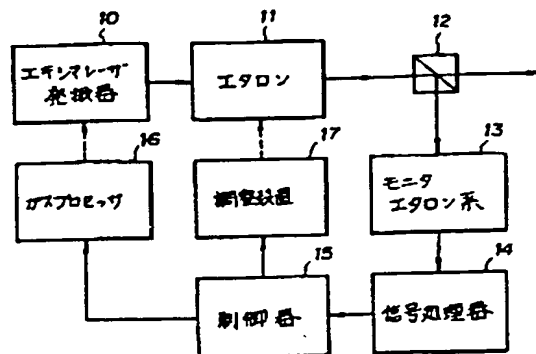 10
エキシマレーザ
発振器
11
エタロン
12
16
ガスプロセッサ
17
調整装置
13
モニタ
エタロン系
15
制御器
14
信号処理器